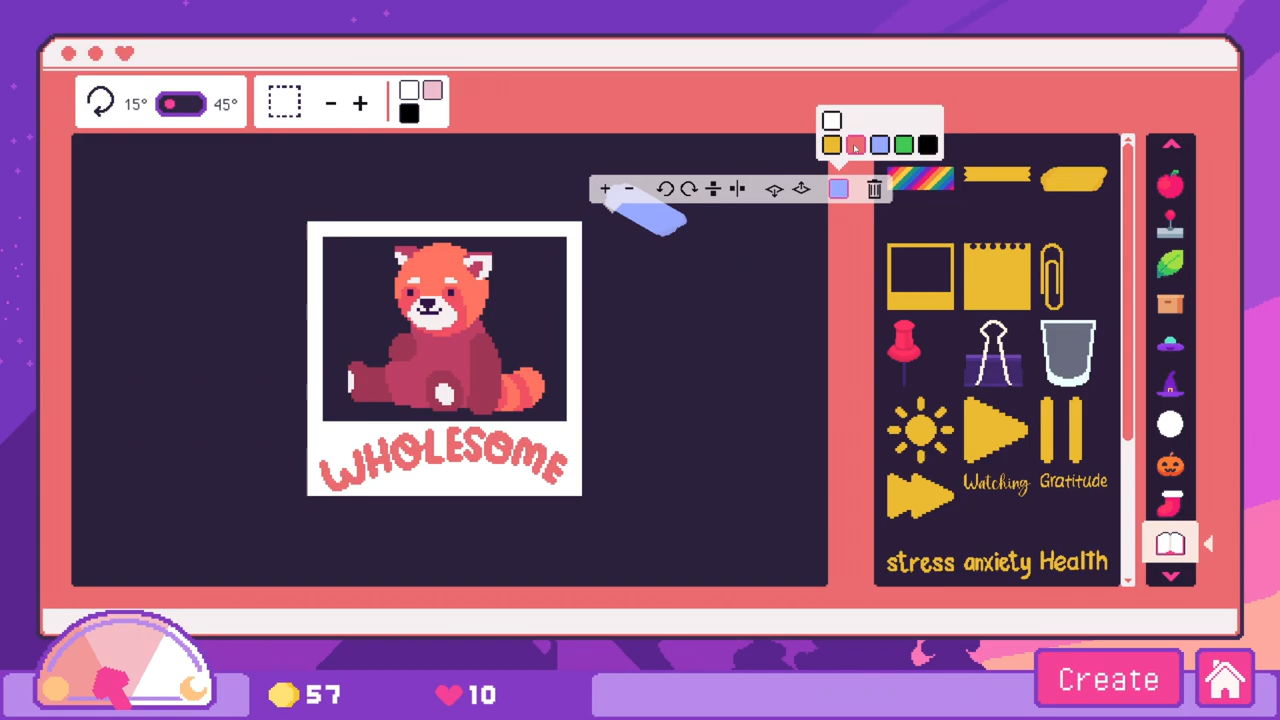 15° 45° - +
+ -
WHOLESOME
Watching Gratitude
stress anxiety Health
57 10
Create